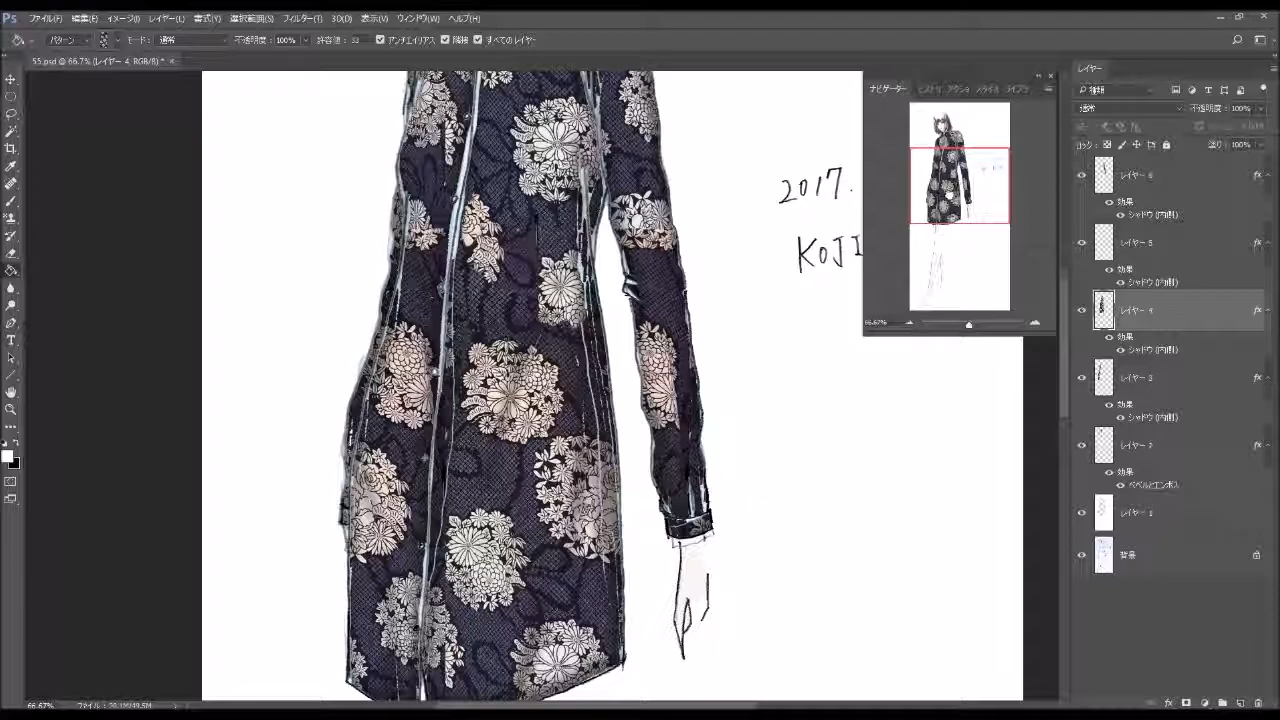 Ps ファイル(F) 編集(E) イメージ(I) レイヤー(L) 書式(Y) 選択範囲(S) フィルター(T) 3D(D) 表示(V) ウィンドウ(W) ヘルプ(H)
パターン モード: 通常 不透明度: 100% 許容値: 33 アンチエイリアス 隣接 すべてのレイヤー
55.psd @ 66.7% (レイヤー 4, RGB/8) *
レイヤー
ナビゲーター
種類
通常 不透明度: 100%
ロック: 塗り: 100%
レイヤー 6 fx
効果
シャドウ (内側)
2017.
レイヤー 5 fx
KOJI
効果
シャドウ (内側)
レイヤー 4 fx
66.67%
効果
シャドウ (内側)
レイヤー 3 fx
効果
シャドウ (内側)
レイヤー 2 fx
効果
ベベルとエンボス
レイヤー 1
背景
66.67%